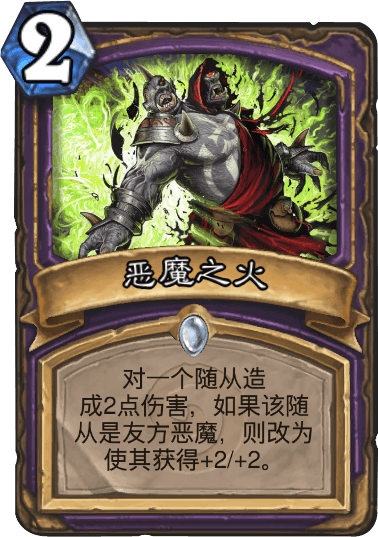 2
恶魔之火
对一个随从造
成2点伤害，如果该随
从是友方恶魔，则改为
使其获得+2/+2。